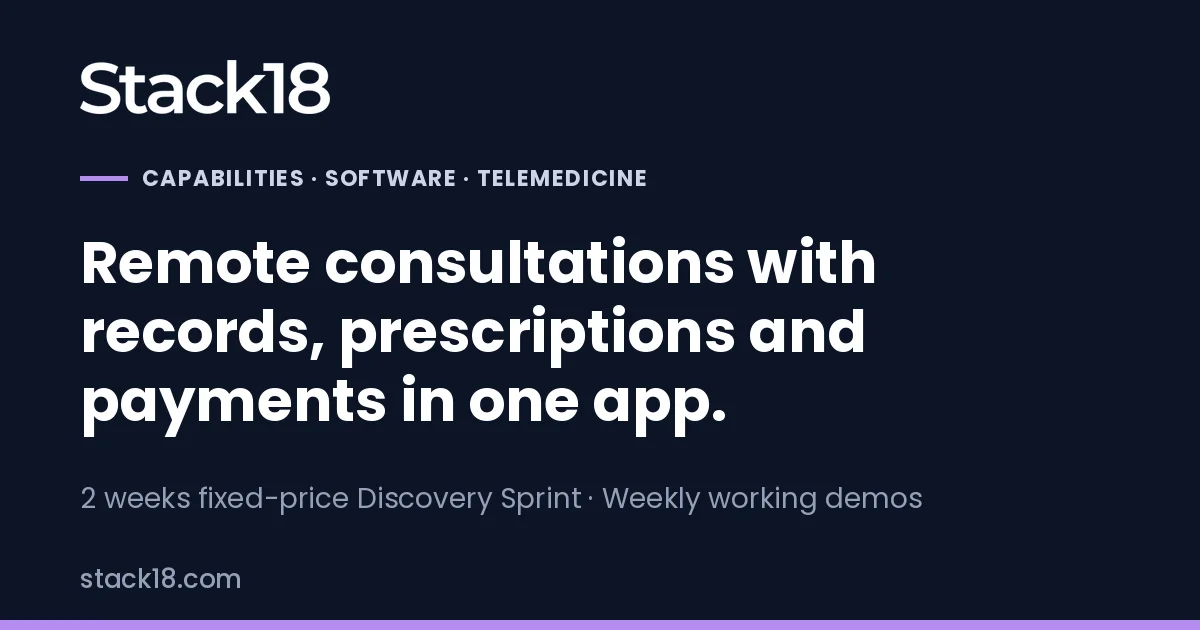 Stack18
CAPABILITIES · SOFTWARE · TELEMEDICINE
Remote consultations with
records, prescriptions and
payments in one app.
2 weeks fixed-price Discovery Sprint · Weekly working demos
stack18.com